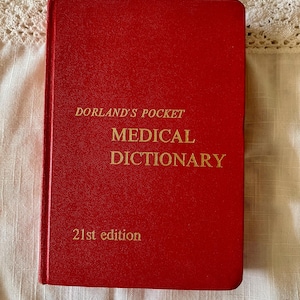 DORLAND'S POCKET
MEDICAL
DICTIONARY
21st edition